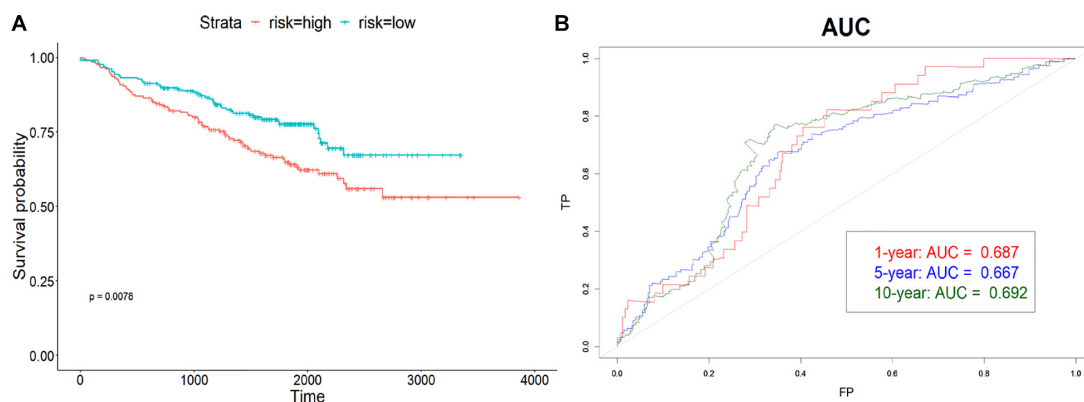 A
Strata risk=high risk=low
1.00
0.75
0.50
0.25
0.00
Survival probability
p = 0.0078
0 1000 2000 3000 4000
Time
B
AUC
1.0
0.8
0.6
0.4
0.2
0.0
TP
1-year: AUC = 0.687
5-year: AUC = 0.667
10-year: AUC = 0.692
0.0 0.2 0.4 0.6 0.8 1.0
FP